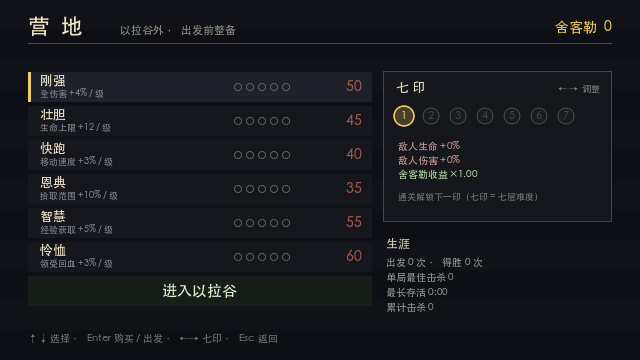 营地
以拉谷外· 出发前整备
舍客勒 0
刚强
全伤害+4%/级
50
壮胆
生命上限+12/级
45
快跑
移动速度+3%/级
40
恩典
拾取范围+10%/级
35
智慧
经验获取+5%/级
55
怜恤
领受回血+3%/级
60
进入以拉谷
七印
←→ 调整
1 2 3 4 5 6 7
敌人生命+0%
敌人伤害+0%
舍客勒收益×1.00
通关解锁下一印（七印 = 七层难度）
生涯
出发 0 次· 得胜 0 次
单局最佳击杀 0
最长存活 0:00
累计击杀 0
↑↓选择· Enter 购买/出发· ←→七印· Esc 返回